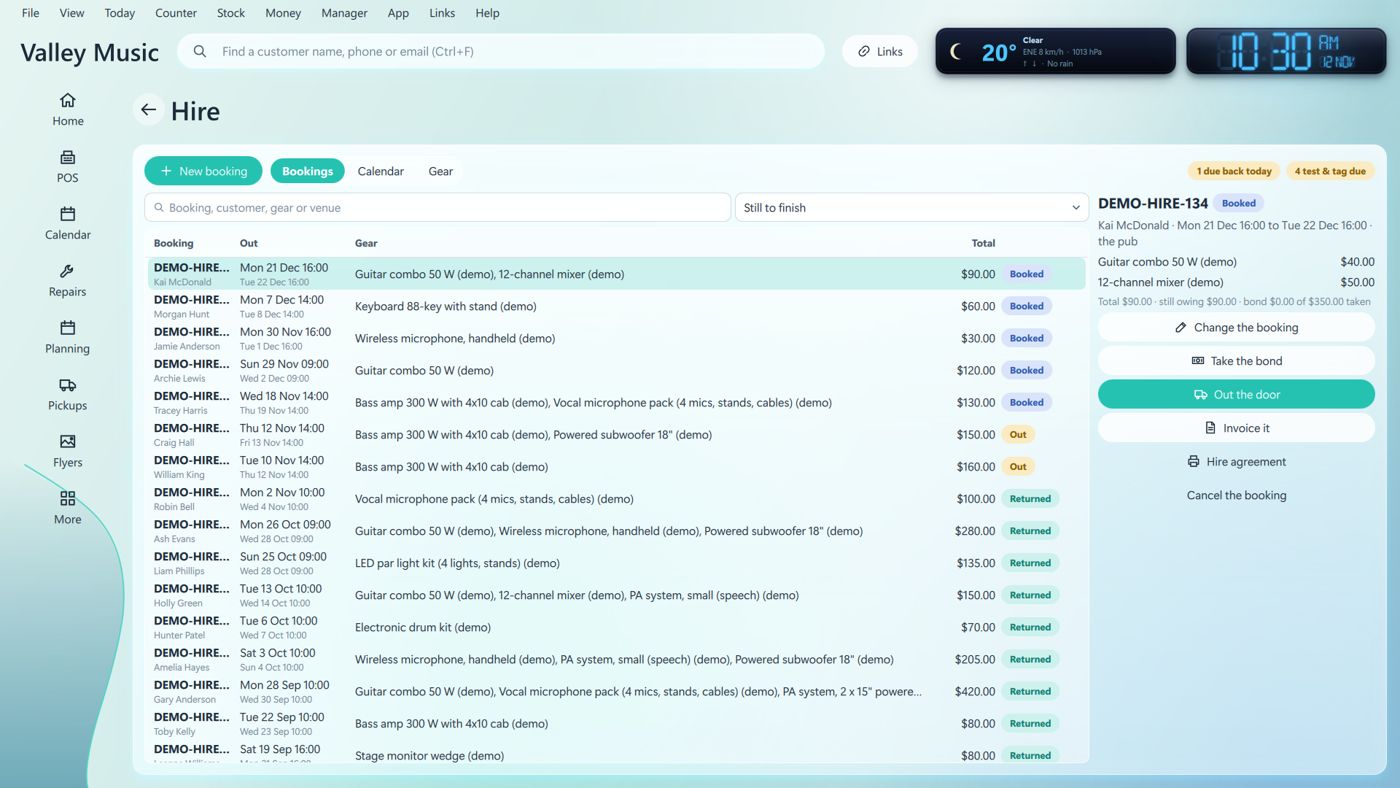 File View Today Counter Stock Money Manager App Links Help
Valley Music
Find a customer name, phone or email (Ctrl+F)
Links
20°
Clear
ENE 8 km/h · 1013 hPa
↑ ↓ · No rain
10:30 AM
12 NOV
Home
POS
Calendar
Repairs
Planning
Pickups
Flyers
More
Hire
New booking
Bookings
Calendar
Gear
1 due back today
4 test & tag due
Booking, customer, gear or venue
Still to finish
Booking Out Gear Total
DEMO-HIRE... Mon 21 Dec 16:00 Guitar combo 50 W (demo), 12-channel mixer (demo) $90.00 Booked
Kai McDonald Tue 22 Dec 16:00
DEMO-HIRE... Mon 7 Dec 14:00 Keyboard 88-key with stand (demo) $60.00 Booked
Morgan Hunt Tue 8 Dec 14:00
DEMO-HIRE... Mon 30 Nov 16:00 Wireless microphone, handheld (demo) $30.00 Booked
Jamie Anderson Tue 1 Dec 16:00
DEMO-HIRE... Sun 29 Nov 09:00 Guitar combo 50 W (demo) $120.00 Booked
Archie Lewis Wed 2 Dec 09:00
DEMO-HIRE... Wed 18 Nov 14:00 Bass amp 300 W with 4x10 cab (demo), Vocal microphone pack (4 mics, stands, cables) (demo) $130.00 Booked
Tracey Harris Thu 19 Nov 14:00
DEMO-HIRE... Thu 12 Nov 14:00 Bass amp 300 W with 4x10 cab (demo), Powered subwoofer 18" (demo) $150.00 Out
Craig Hall Fri 13 Nov 14:00
DEMO-HIRE... Tue 10 Nov 14:00 Bass amp 300 W with 4x10 cab (demo) $160.00 Out
William King Thu 12 Nov 14:00
DEMO-HIRE... Mon 2 Nov 10:00 Vocal microphone pack (4 mics, stands, cables) (demo) $100.00 Returned
Robin Bell Wed 4 Nov 10:00
DEMO-HIRE... Mon 26 Oct 09:00 Guitar combo 50 W (demo), Wireless microphone, handheld (demo), Powered subwoofer 18" (demo) $280.00 Returned
Ash Evans Wed 28 Oct 09:00
DEMO-HIRE... Sun 25 Oct 09:00 LED par light kit (4 lights, stands) (demo) $135.00 Returned
Liam Phillips Wed 28 Oct 09:00
DEMO-HIRE... Tue 13 Oct 10:00 Guitar combo 50 W (demo), 12-channel mixer (demo), PA system, small (speech) (demo) $150.00 Returned
Holly Green Wed 14 Oct 10:00
DEMO-HIRE... Tue 6 Oct 10:00 Electronic drum kit (demo) $70.00 Returned
Hunter Patel Wed 7 Oct 10:00
DEMO-HIRE... Sat 3 Oct 10:00 Wireless microphone, handheld (demo), PA system, small (speech) (demo), Powered subwoofer 18" (demo) $205.00 Returned
Amelia Hayes Sun 4 Oct 10:00
DEMO-HIRE... Mon 28 Sep 10:00 Guitar combo 50 W (demo), Vocal microphone pack (4 mics, stands, cables) (demo), PA system, 2 x 15" powere... $420.00 Returned
Gary Anderson Wed 30 Sep 10:00
DEMO-HIRE... Tue 22 Sep 10:00 Bass amp 300 W with 4x10 cab (demo) $80.00 Returned
Toby Kelly Wed 23 Sep 10:00
DEMO-HIRE... Sat 19 Sep 16:00 Stage monitor wedge (demo) $80.00 Returned
DEMO-HIRE-134 Booked
Kai McDonald · Mon 21 Dec 16:00 to Tue 22 Dec 16:00 ·
the pub
Guitar combo 50 W (demo) $40.00
12-channel mixer (demo) $50.00
Total $90.00 · still owing $90.00 · bond $0.00 of $350.00 taken
Change the booking
Take the bond
Out the door
Invoice it
Hire agreement
Cancel the booking